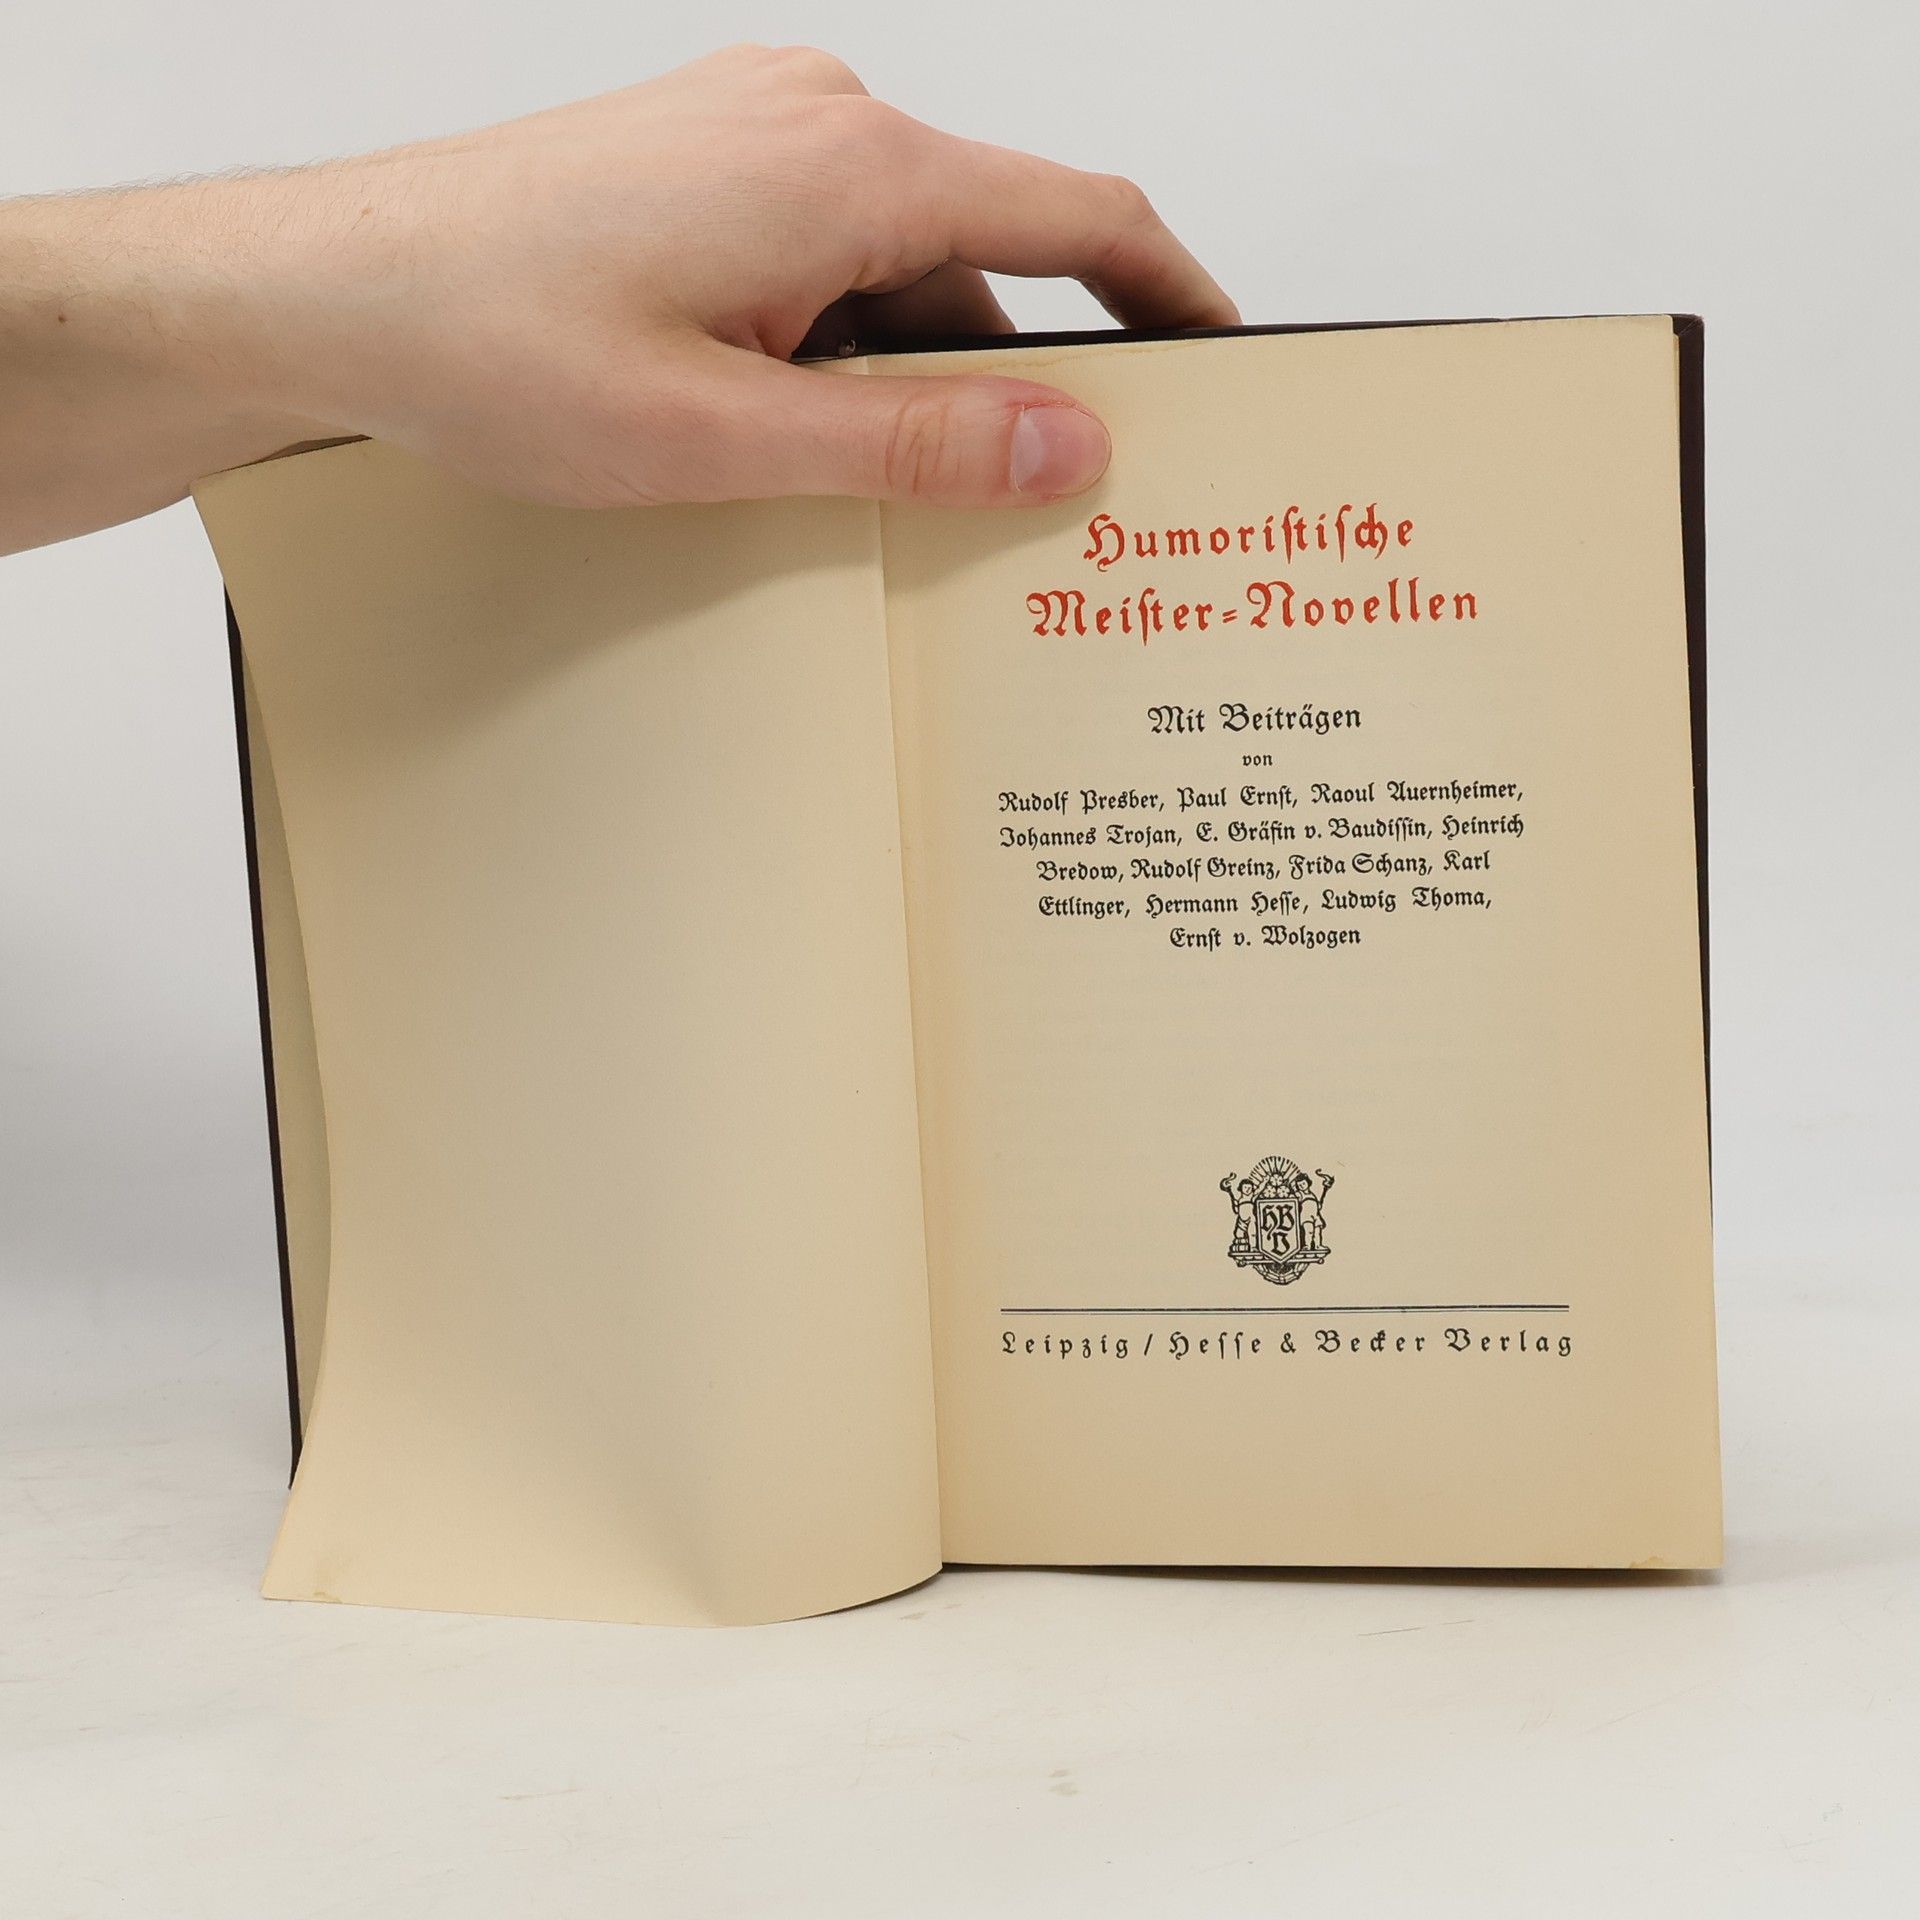 Humoriſtiſche
Meiſter=Novellen
Mit Beiträgen
von
Rudolf Presber, Paul Ernſt, Raoul Auernheimer,
Johannes Trojan, E. Gräfin v. Baudiſſin, Heinrich
Bredow, Rudolf Greinz, Frida Schanz, Karl
Ettlinger, Hermann Heſſe, Ludwig Thoma,
Ernſt v. Wolzogen
HB
V
Leipzig / Heſſe & Becker Verlag